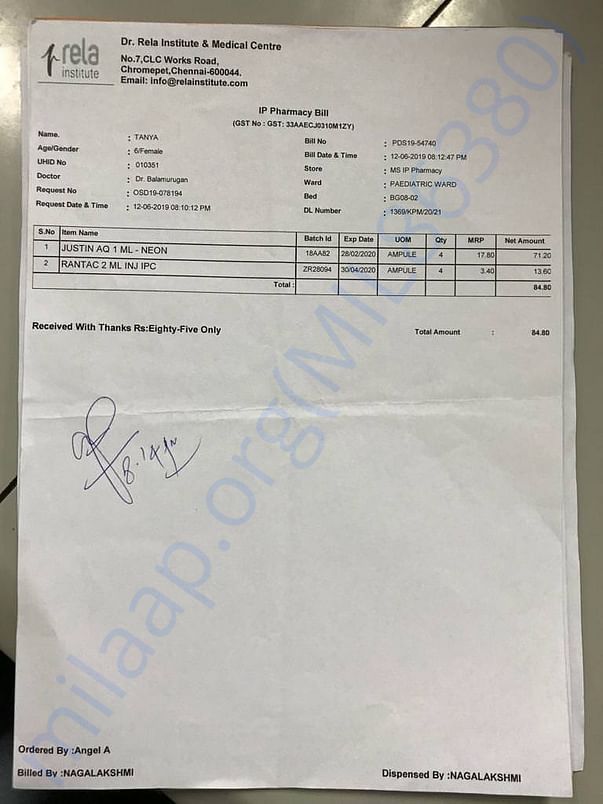 rela
institute
Dr. Rela Institute & Medical Centre
No.7,CLC Works Road,
Chromepet,Chennai-600044.
Email: info@relainstitute.com
IP Pharmacy Bill
(GST No : GST: 33AAECJ0310M1ZY)
Name. : TANYA
Age/Gender : 6/Female
UHID No : 010351
Doctor : Dr. Balamurugan
Request No : OSD19-078194
Request Date & Time : 12-06-2019 08:10:12 PM
Bill No : PDS19-54740
Bill Date & Time : 12-06-2019 08:12:47 PM
Store : MS IP Pharmacy
Ward : PAEDIATRIC WARD
Bed : BG08-02
DL Number : 1369/KPM/20/21
S.No Item Name Batch Id Exp Date UOM Qty MRP Net Amount
1 JUSTIN AQ 1 ML - NEON 18AA82 28/02/2020 AMPULE 4 17.80 71.20
2 RANTAC 2 ML INJ IPC ZR28094 30/04/2020 AMPULE 4 3.40 13.60
Total : 84.80
Received With Thanks Rs:Eighty-Five Only
Total Amount : 84.80
Ordered By :Angel A
Billed By :NAGALAKSHMI
Dispensed By :NAGALAKSHMI